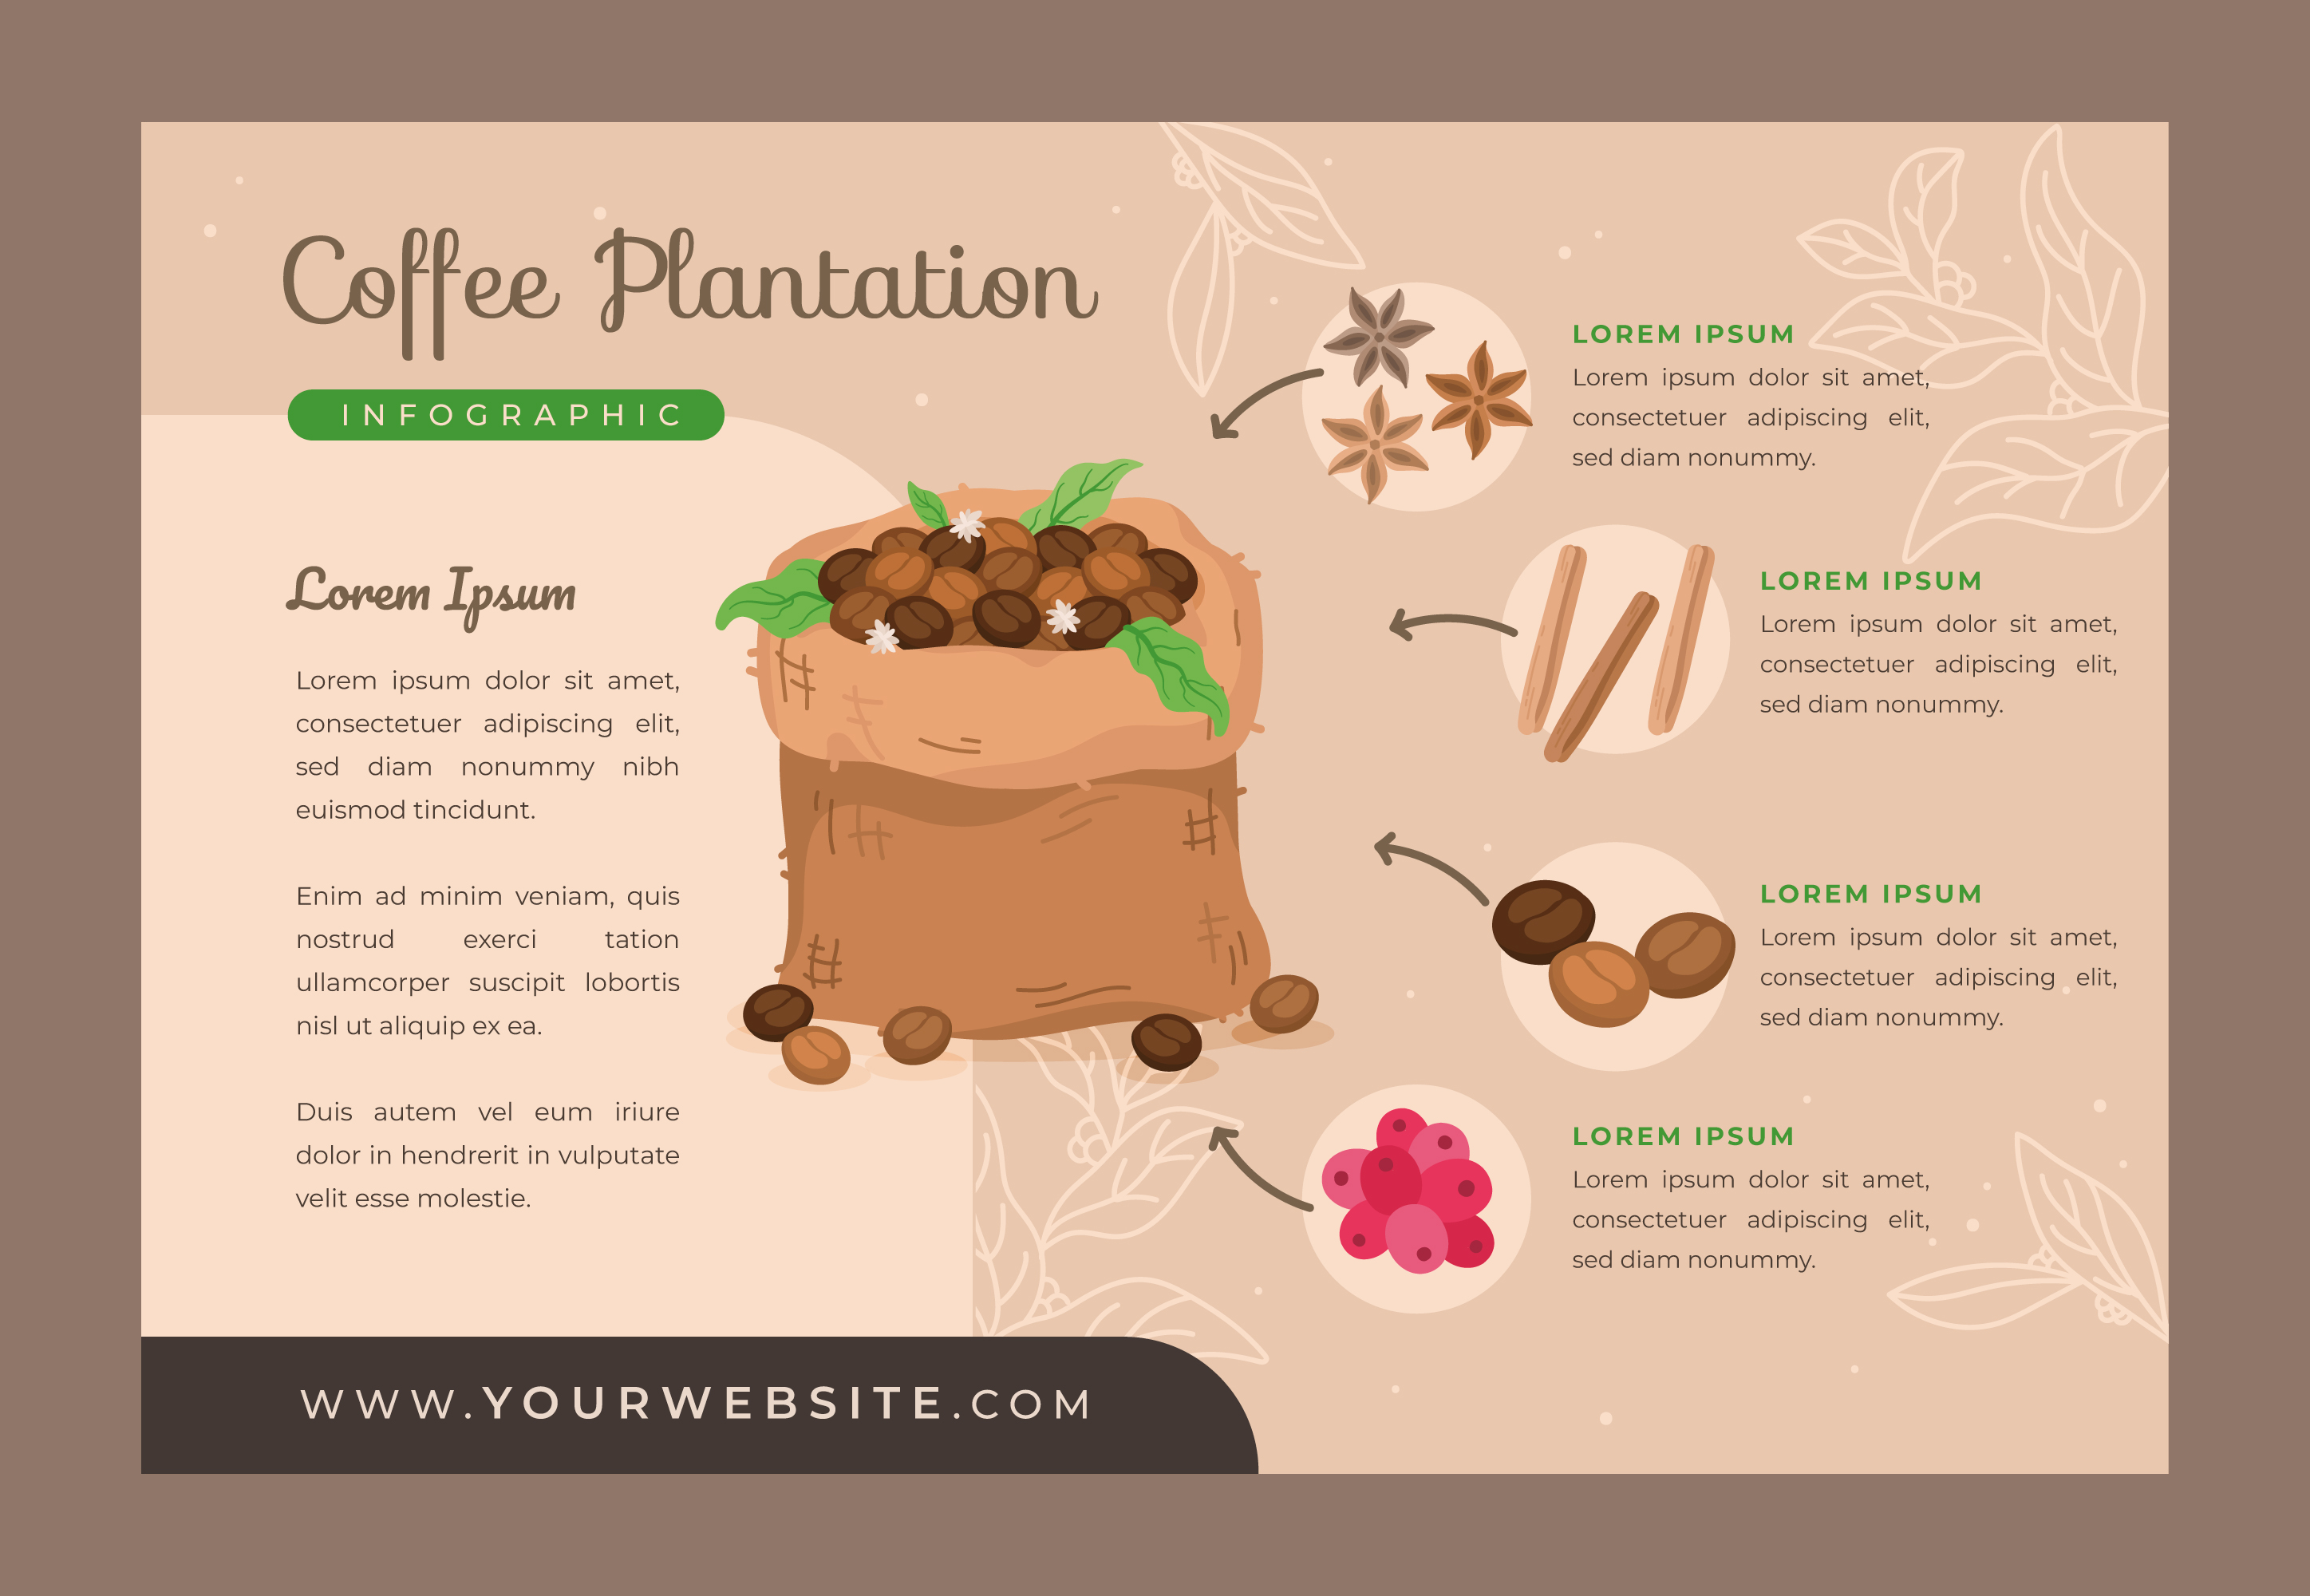 Coffee Plantation
INFOGRAPHIC
Lorem Ipsum
Lorem ipsum dolor sit amet,
consectetuer adipiscing elit,
sed diam nonummy nibh
euismod tincidunt.
Enim ad minim veniam, quis
nostrud exerci tation
ullamcorper suscipit lobortis
nisl ut aliquip ex ea.
Duis autem vel eum iriure
dolor in hendrerit in vulputate
velit esse molestie.
LOREM IPSUM
Lorem ipsum dolor sit amet,
consectetuer adipiscing elit,
sed diam nonummy.
LOREM IPSUM
Lorem ipsum dolor sit amet,
consectetuer adipiscing elit,
sed diam nonummy.
LOREM IPSUM
Lorem ipsum dolor sit amet,
consectetuer adipiscing elit,
sed diam nonummy.
LOREM IPSUM
Lorem ipsum dolor sit amet,
consectetuer adipiscing elit,
sed diam nonummy.
WWW.YOURWEBSITE.COM